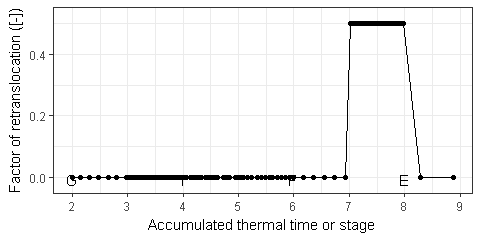 Factor of retranslocation ([-])
0.4
0.2
0.0
G
E
2 3 4 5 6 7 8 9
Accumulated thermal time or stage